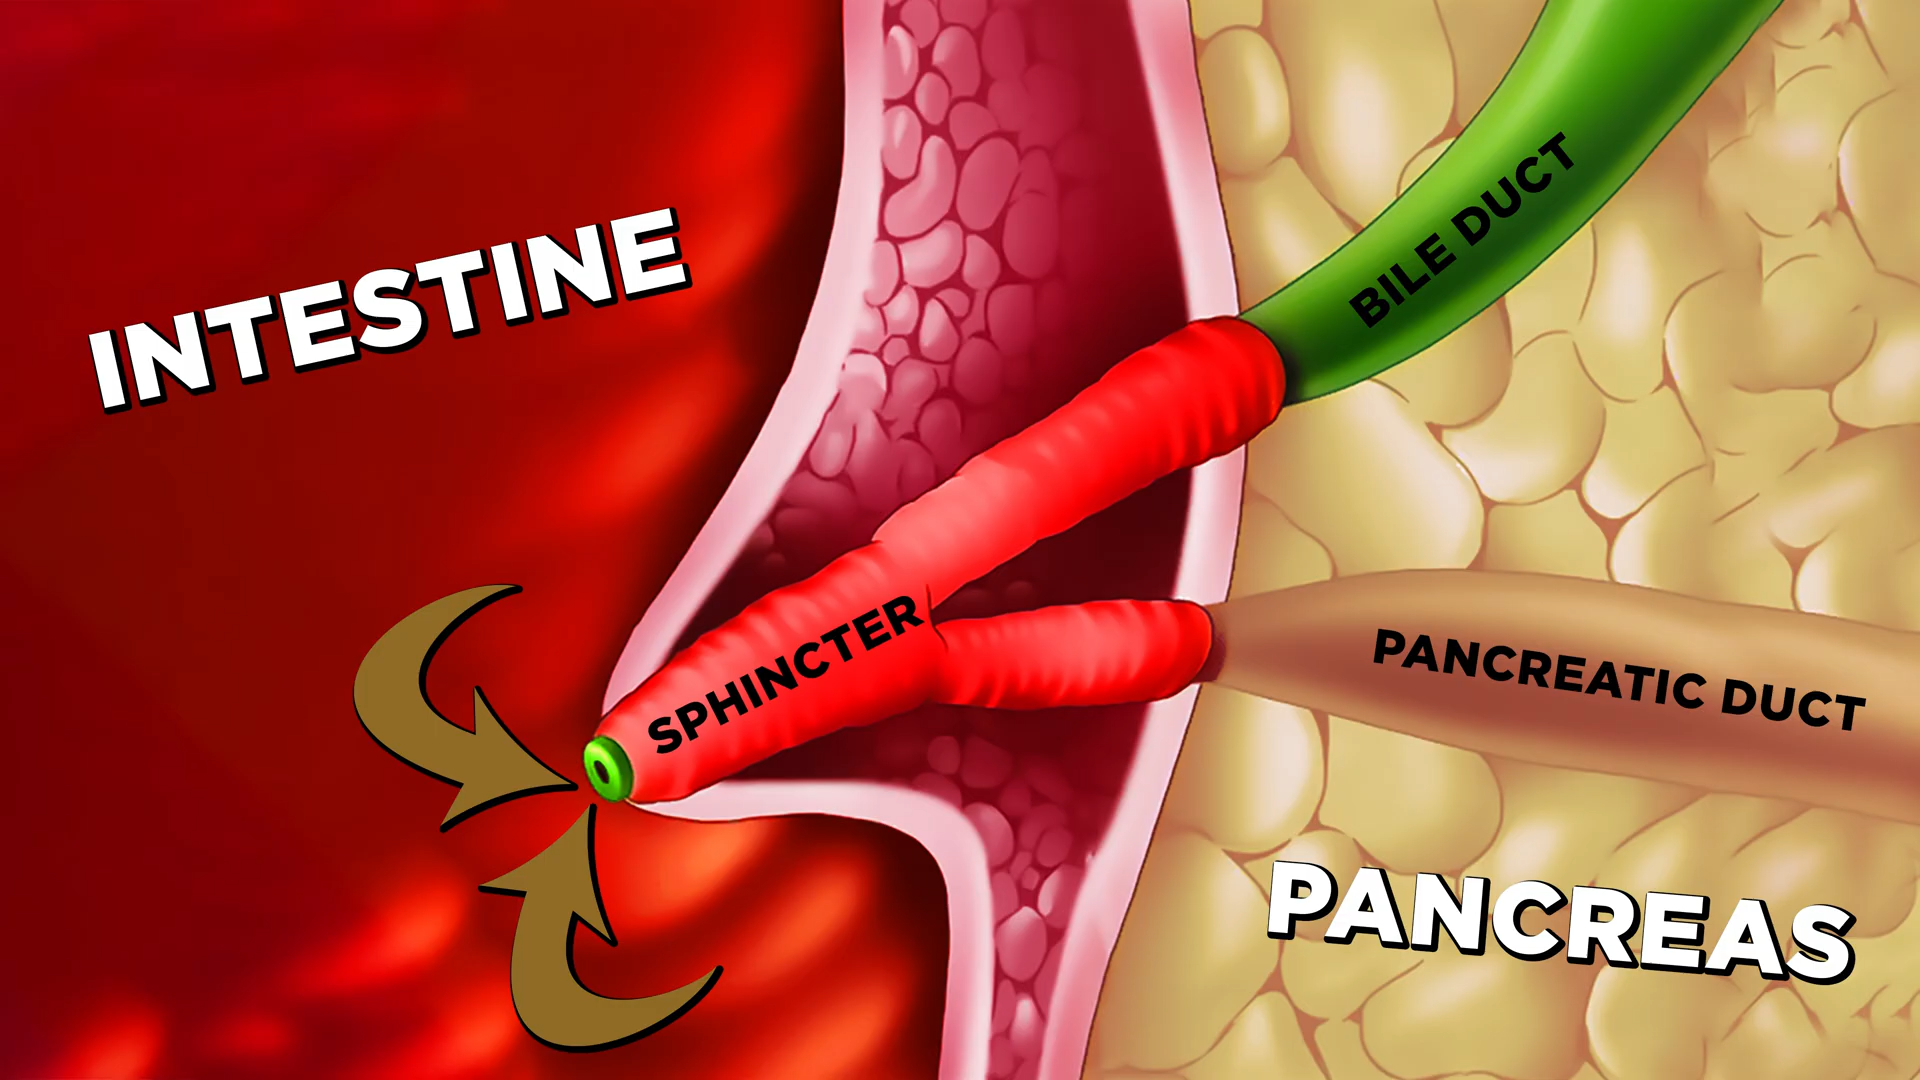 INTESTINE
BILE DUCT
SPHINCTER
PANCREATIC DUCT
PANCREAS